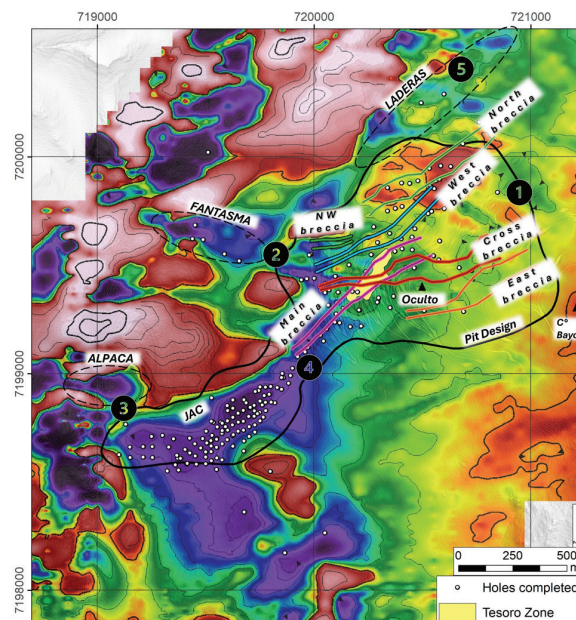 719000
720000
721000
7200000
7199000
7198000
LADERAS
5
North
breccia
West
breccia
1
FANTASMA
NW
breccia
2
Cross
breccia
Oculto
East
breccia
Main
breccia
Pit Design
C°
ALPACA
4
3
JAC
0 250 500
m
Holes completed
Tesoro Zone